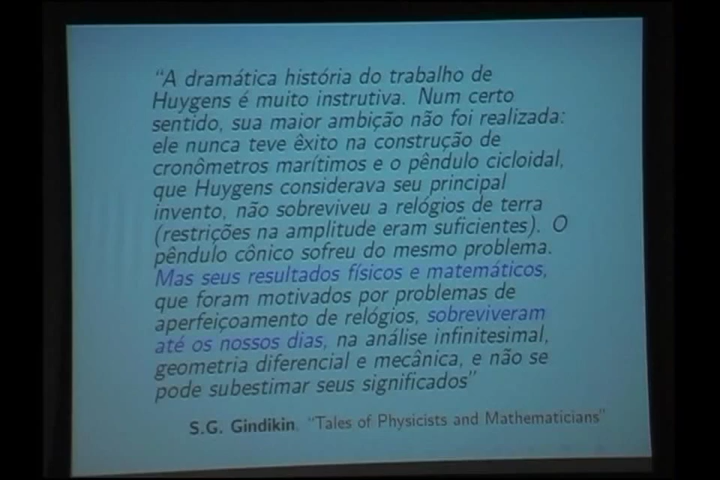 “A dramática história do trabalho de
Huygens é muito instrutiva. Num certo
sentido, sua maior ambição não foi realizada:
ele nunca teve êxito na construção de
cronômetros marítimos e o pêndulo cicloidal,
que Huygens considerava seu principal
invento, não sobreviveu a relógios de terra
(restrições na amplitude eram suficientes). O
pêndulo cônico sofreu do mesmo problema.
Mas seus resultados físicos e matemáticos,
que foram motivados por problemas de
aperfeiçoamento de relógios, sobreviveram
até os nossos dias, na análise infinitesimal,
geometria diferencial e mecânica, e não se
pode subestimar seus significados”
S.G. Gindikin. “Tales of Physicists and Mathematicians”